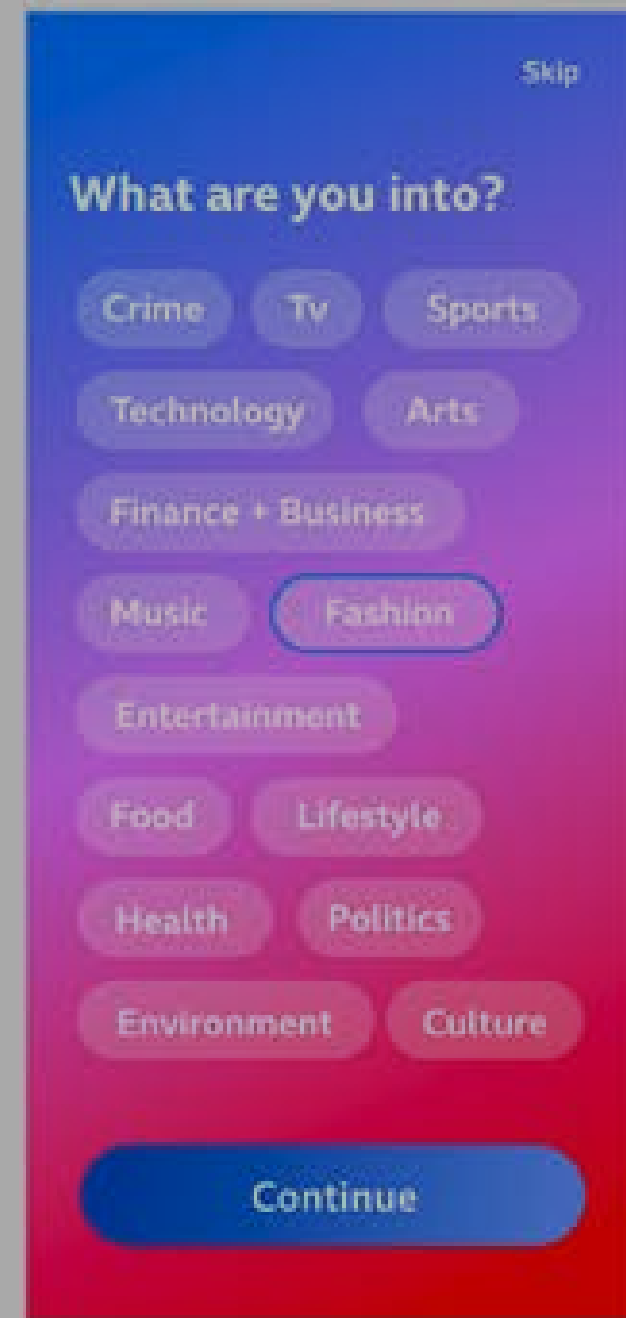 Skip
What are you into?
Crime Tv Sports
Technology Arts
Finance + Business
Music Fashion
Entertainment
Food Lifestyle
Health Politics
Environment Culture
Continue